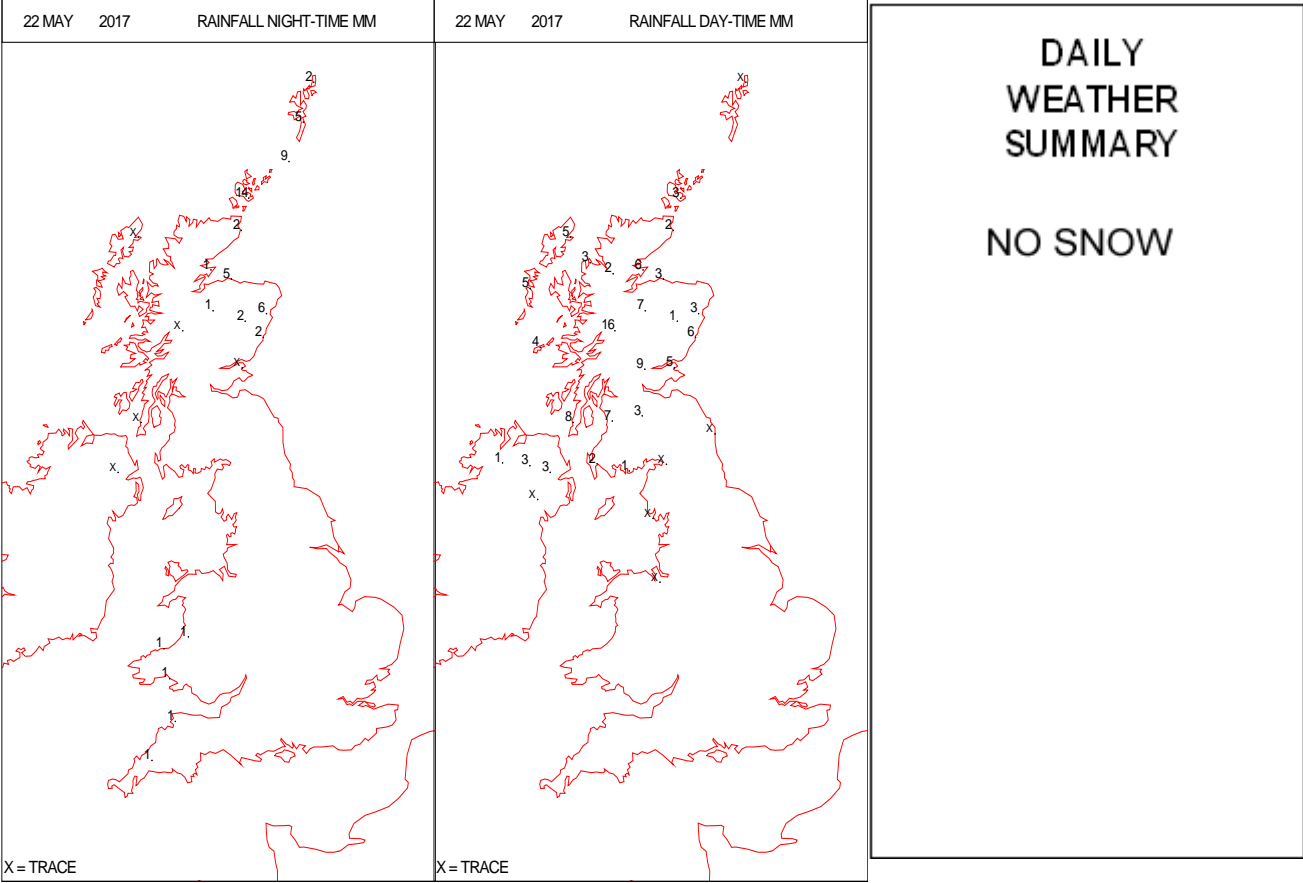 22 MAY 2017 RAINFALL NIGHT-TIME MM
2
5
9
14
2
X
1
5
1
6
2
X
2
X
X
X
1
1
1
1
1
X = TRACE
22 MAY 2017 RAINFALL DAY-TIME MM
X
3
2
5
3
6
2
3
5
7
3
1
16
6
4
9
5
3
8
7
X
1
3
2
X
3
1
X
X
X
X = TRACE
DAILY
WEATHER
SUMMARY
NO SNOW